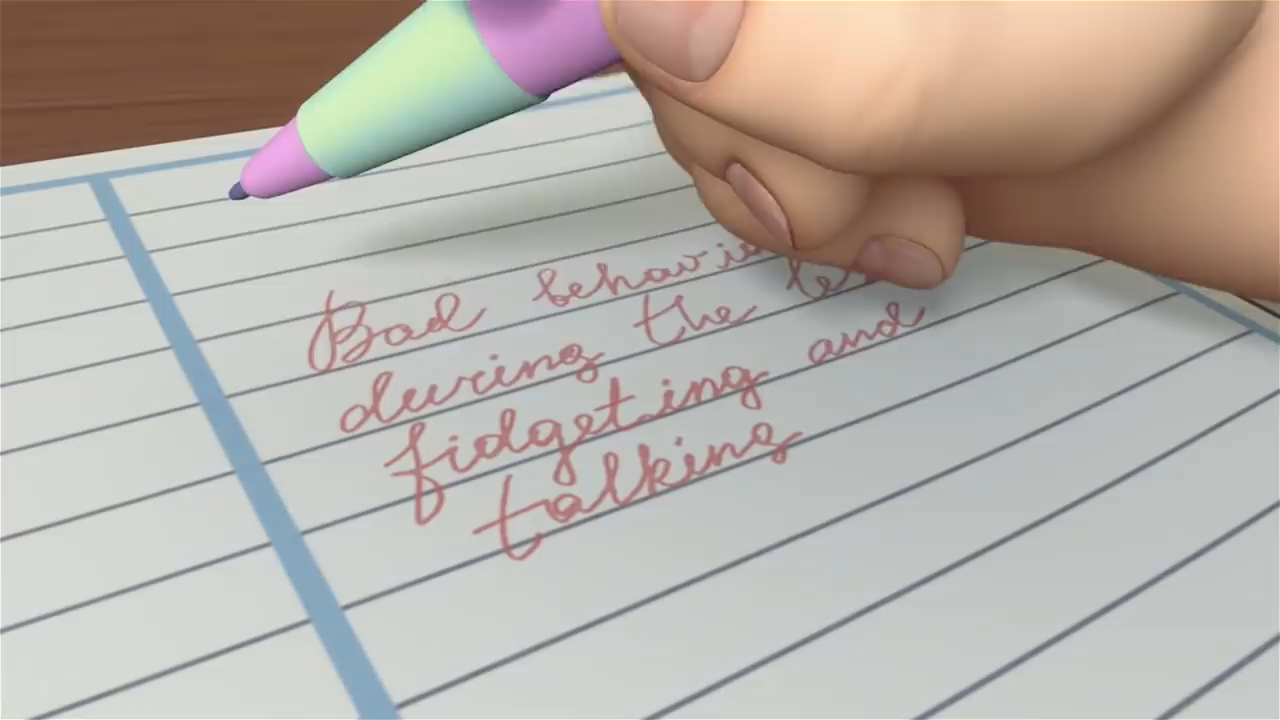 Bad
during the
fidgeting and
talking